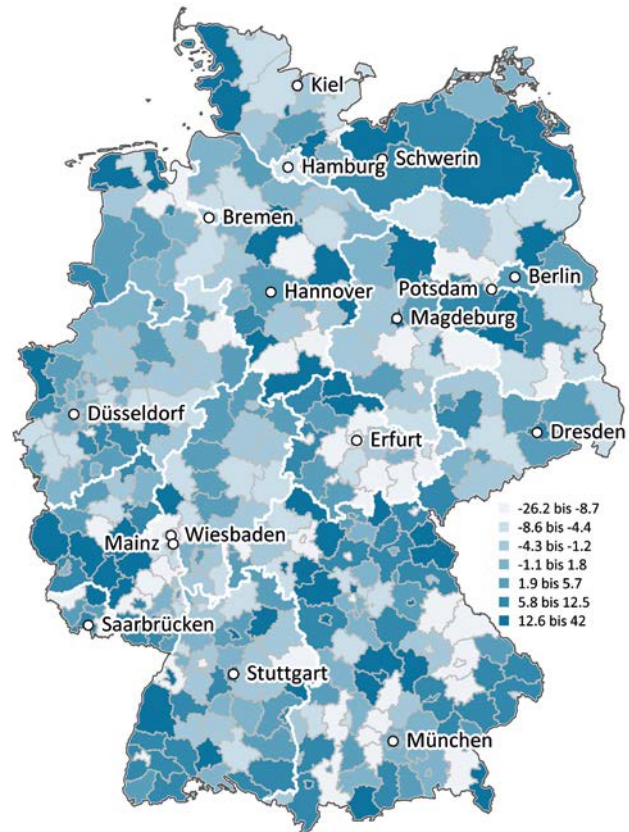 Kiel
Hamburg
Schwerin
Bremen
Berlin
Hannover
Potsdam
Magdeburg
Düsseldorf
Erfurt
Dresden
-26.2 bis -8.7
-8.6 bis -4.4
Wiesbaden
-4.3 bis -1.2
Mainz
-1.1 bis 1.8
1.9 bis 5.7
5.8 bis 12.5
12.6 bis 42
Saarbrücken
Stuttgart
München